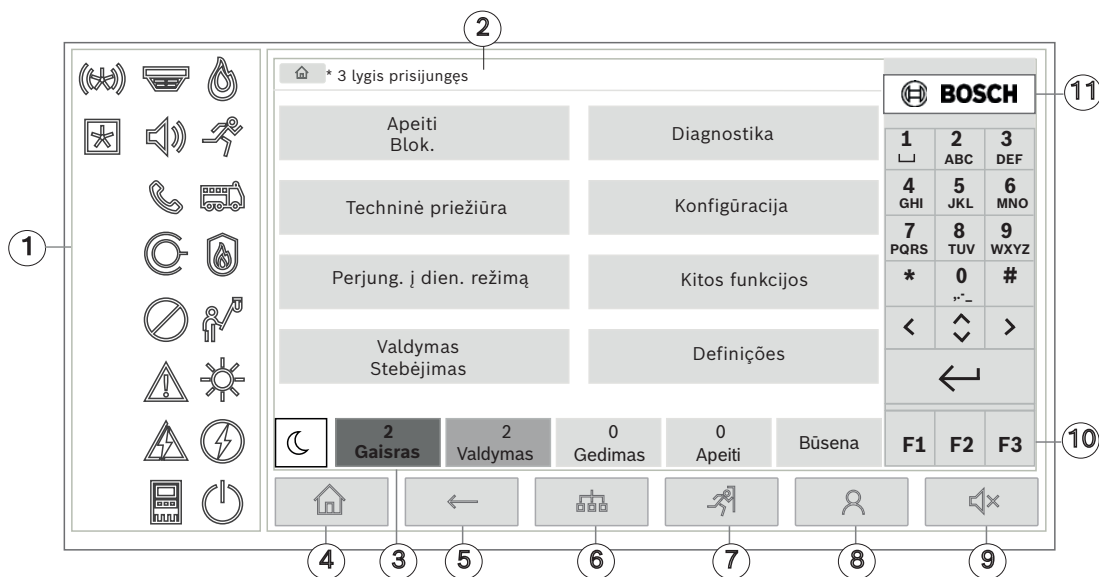 2
* 3 lygis prisijungęs
BOSCH
11
Apeiti
Blok.
Diagnostika
Techninė priežiūra
Konfigūracija
Perjung. į dien. režimą
Kitos funkcijos
Valdymas
Stebėjimas
Definições
1
1
2
ABC
3
DEF
4
GHI
5
JKL
6
MNO
7
PQRS
8
TUV
9
WXYZ
*
0
,.-_
#
<
>
2
Gaisras
2
Valdymas
0
Gedimas
0
Apeiti
Būsena
F1
F2
F3
10
4
3
5
6
7
8
9